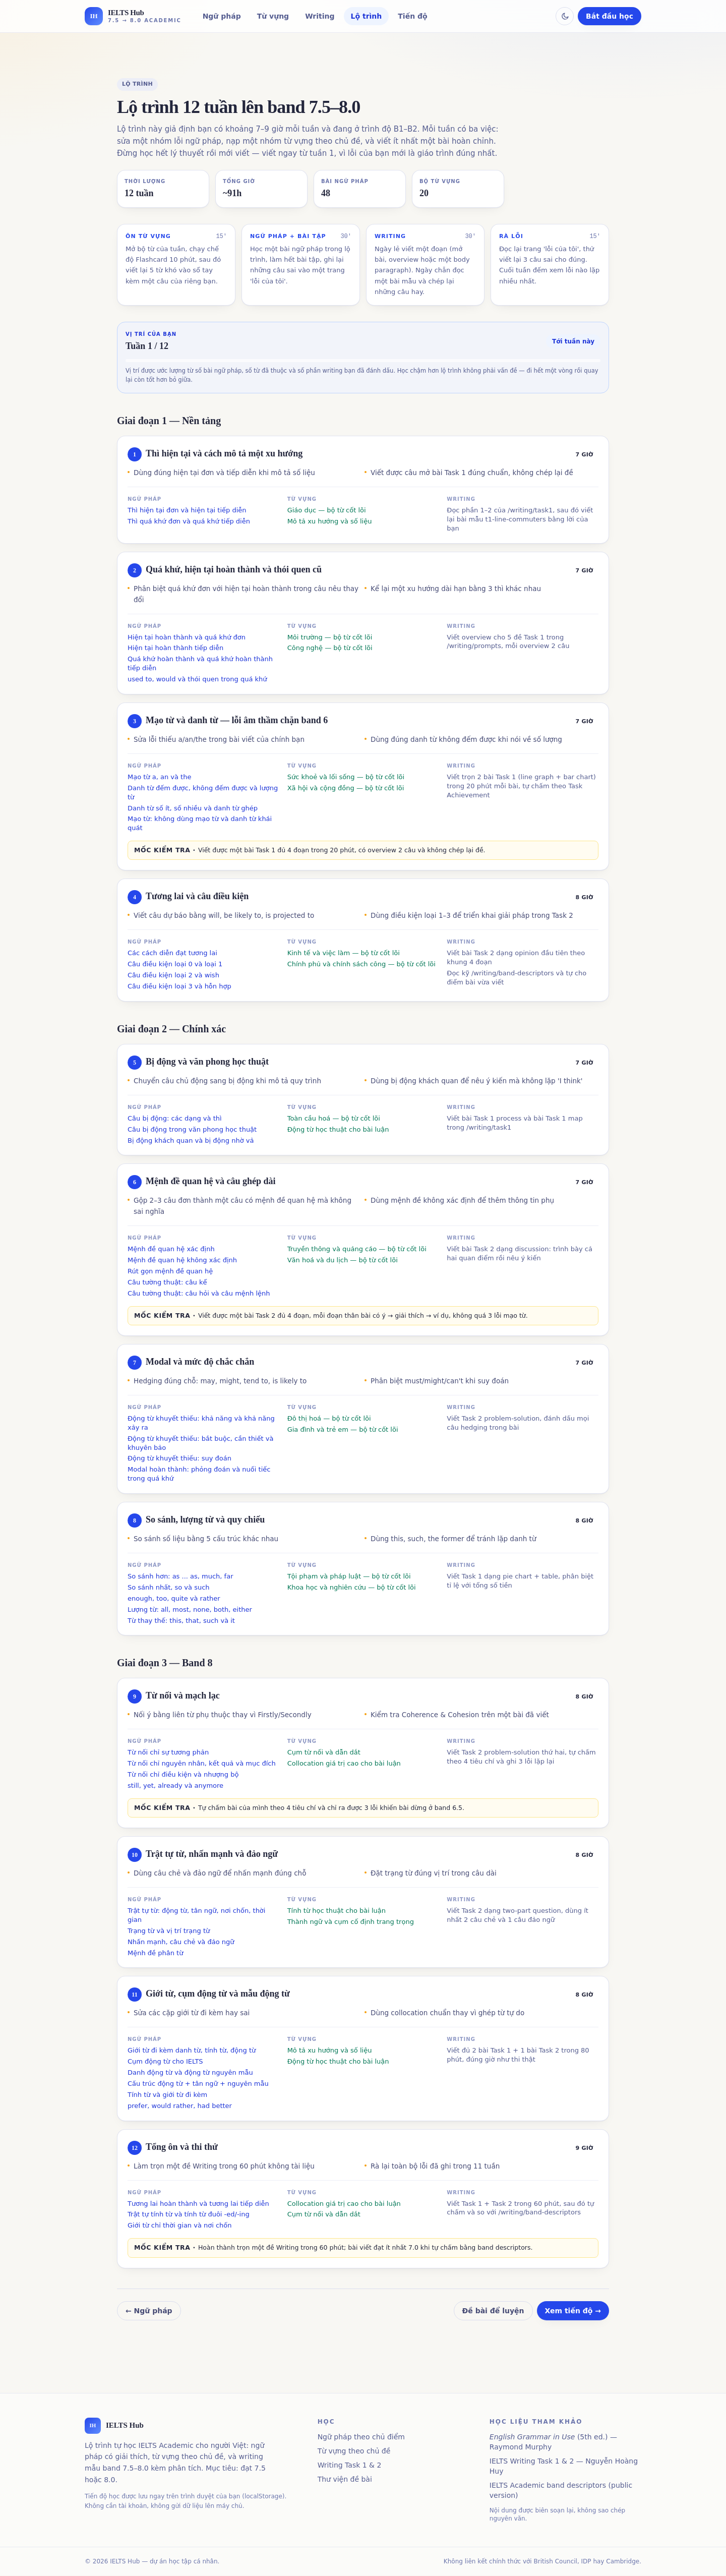 IH IELTS Hub
7.5 → 8.0 ACADEMIC
Ngữ pháp Từ vựng Writing Lộ trình Tiến độ
Bắt đầu học
LỘ TRÌNH
Lộ trình 12 tuần lên band 7.5–8.0
Lộ trình này giả định bạn có khoảng 7–9 giờ mỗi tuần và đang ở trình độ B1–B2. Mỗi tuần có ba việc:
sửa một nhóm lỗi ngữ pháp, nạp một nhóm từ vựng theo chủ đề, và viết ít nhất một bài hoàn chỉnh.
Đừng học hết lý thuyết rồi mới viết — viết ngay từ tuần 1, vì lỗi của bạn mới là giáo trình đúng nhất.
THỜI LƯỢNG
12 tuần
TỔNG GIỜ
~91h
BÀI NGỮ PHÁP
48
BỘ TỪ VỰNG
20
ÔN TỪ VỰNG 15'
Mở bộ từ của tuần, chạy chế
độ Flashcard 10 phút, sau đó
viết lại 5 từ khó vào sổ tay
kèm một câu của riêng bạn.
NGỮ PHÁP + BÀI TẬP 30'
Học một bài ngữ pháp trong lộ
trình, làm hết bài tập, ghi lại
những câu sai vào một trang
'lỗi của tôi'.
WRITING 30'
Ngày lẻ viết một đoạn (mở
bài, overview hoặc một body
paragraph). Ngày chẵn đọc
một bài mẫu và chép lại
những câu hay.
RÀ LỖI 15'
Đọc lại trang 'lỗi của tôi', thử
viết lại 3 câu sai cho đúng.
Cuối tuần đếm xem lỗi nào lặp
nhiều nhất.
VỊ TRÍ CỦA BẠN
Tuần 1 / 12
Tới tuần này
Vị trí được ước lượng từ số bài ngữ pháp, số từ đã thuộc và số phần writing bạn đã đánh dấu. Học chậm hơn lộ trình không phải vấn đề — đi hết một vòng rồi quay
lại còn tốt hơn bỏ giữa.
Giai đoạn 1 — Nền tảng
1 Thì hiện tại và cách mô tả một xu hướng 7 GIỜ
• Dùng đúng hiện tại đơn và tiếp diễn khi mô tả số liệu
• Viết được câu mở bài Task 1 đúng chuẩn, không chép lại đề
NGỮ PHÁP
Thì hiện tại đơn và hiện tại tiếp diễn
Thì quá khứ đơn và quá khứ tiếp diễn
TỪ VỰNG
Giáo dục — bộ từ cốt lõi
Mô tả xu hướng và số liệu
WRITING
Đọc phần 1–2 của /writing/task1, sau đó viết
lại bài mẫu t1-line-commuters bằng lời của
bạn
2 Quá khứ, hiện tại hoàn thành và thói quen cũ 7 GIỜ
• Phân biệt quá khứ đơn với hiện tại hoàn thành trong câu nêu thay
đổi
• Kể lại một xu hướng dài hạn bằng 3 thì khác nhau
NGỮ PHÁP
Hiện tại hoàn thành và quá khứ đơn
Hiện tại hoàn thành tiếp diễn
Quá khứ hoàn thành và quá khứ hoàn thành
tiếp diễn
used to, would và thói quen trong quá khứ
TỪ VỰNG
Môi trường — bộ từ cốt lõi
Công nghệ — bộ từ cốt lõi
WRITING
Viết overview cho 5 đề Task 1 trong
/writing/prompts, mỗi overview 2 câu
3 Mạo từ và danh từ — lỗi âm thầm chặn band 6 7 GIỜ
• Sửa lỗi thiếu a/an/the trong bài viết của chính bạn
• Dùng đúng danh từ không đếm được khi nói về số lượng
NGỮ PHÁP
Mạo từ a, an và the
Danh từ đếm được, không đếm được và lượng
từ
Danh từ số ít, số nhiều và danh từ ghép
Mạo từ: không dùng mạo từ và danh từ khái
quát
TỪ VỰNG
Sức khoẻ và lối sống — bộ từ cốt lõi
Xã hội và cộng đồng — bộ từ cốt lõi
WRITING
Viết trọn 2 bài Task 1 (line graph + bar chart)
trong 20 phút mỗi bài, tự chấm theo Task
Achievement
MỐC KIỂM TRA · Viết được một bài Task 1 đủ 4 đoạn trong 20 phút, có overview 2 câu và không chép lại đề.
4 Tương lai và câu điều kiện 8 GIỜ
• Viết câu dự báo bằng will, be likely to, is projected to
• Dùng điều kiện loại 1–3 để triển khai giải pháp trong Task 2
NGỮ PHÁP
Các cách diễn đạt tương lai
Câu điều kiện loại 0 và loại 1
Câu điều kiện loại 2 và wish
Câu điều kiện loại 3 và hỗn hợp
TỪ VỰNG
Kinh tế và việc làm — bộ từ cốt lõi
Chính phủ và chính sách công — bộ từ cốt lõi
WRITING
Viết bài Task 2 dạng opinion đầu tiên theo
khung 4 đoạn
Đọc kỹ /writing/band-descriptors và tự cho
điểm bài vừa viết
Giai đoạn 2 — Chính xác
5 Bị động và văn phong học thuật 7 GIỜ
• Chuyển câu chủ động sang bị động khi mô tả quy trình
• Dùng bị động khách quan để nêu ý kiến mà không lặp 'I think'
NGỮ PHÁP
Câu bị động: các dạng và thì
Câu bị động trong văn phong học thuật
Bị động khách quan và bị động nhờ vả
TỪ VỰNG
Toàn cầu hoá — bộ từ cốt lõi
Động từ học thuật cho bài luận
WRITING
Viết bài Task 1 process và bài Task 1 map
trong /writing/task1
6 Mệnh đề quan hệ và câu ghép dài 7 GIỜ
• Gộp 2–3 câu đơn thành một câu có mệnh đề quan hệ mà không
sai nghĩa
• Dùng mệnh đề không xác định để thêm thông tin phụ
NGỮ PHÁP
Mệnh đề quan hệ xác định
Mệnh đề quan hệ không xác định
Rút gọn mệnh đề quan hệ
Câu tường thuật: câu kể
Câu tường thuật: câu hỏi và câu mệnh lệnh
TỪ VỰNG
Truyền thông và quảng cáo — bộ từ cốt lõi
Văn hoá và du lịch — bộ từ cốt lõi
WRITING
Viết bài Task 2 dạng discussion: trình bày cả
hai quan điểm rồi nêu ý kiến
MỐC KIỂM TRA · Viết được một bài Task 2 đủ 4 đoạn, mỗi đoạn thân bài có ý → giải thích → ví dụ, không quá 3 lỗi mạo từ.
7 Modal và mức độ chắc chắn 7 GIỜ
• Hedging đúng chỗ: may, might, tend to, is likely to
• Phân biệt must/might/can't khi suy đoán
NGỮ PHÁP
Động từ khuyết thiếu: khả năng và khả năng
xảy ra
Động từ khuyết thiếu: bắt buộc, cần thiết và
khuyên bảo
Động từ khuyết thiếu: suy đoán
Modal hoàn thành: phỏng đoán và nuối tiếc
trong quá khứ
TỪ VỰNG
Đô thị hoá — bộ từ cốt lõi
Gia đình và trẻ em — bộ từ cốt lõi
WRITING
Viết Task 2 problem-solution, đánh dấu mọi
câu hedging trong bài
8 So sánh, lượng từ và quy chiếu 8 GIỜ
• So sánh số liệu bằng 5 cấu trúc khác nhau
• Dùng this, such, the former để tránh lặp danh từ
NGỮ PHÁP
So sánh hơn: as ... as, much, far
So sánh nhất, so và such
enough, too, quite và rather
Lượng từ: all, most, none, both, either
Từ thay thế: this, that, such và it
TỪ VỰNG
Tội phạm và pháp luật — bộ từ cốt lõi
Khoa học và nghiên cứu — bộ từ cốt lõi
WRITING
Viết Task 1 dạng pie chart + table, phân biệt
tỉ lệ với tổng số tiền
Giai đoạn 3 — Band 8
9 Từ nối và mạch lạc 8 GIỜ
• Nối ý bằng liên từ phụ thuộc thay vì Firstly/Secondly
• Kiểm tra Coherence & Cohesion trên một bài đã viết
NGỮ PHÁP
Từ nối chỉ sự tương phản
Từ nối chỉ nguyên nhân, kết quả và mục đích
Từ nối chỉ điều kiện và nhượng bộ
still, yet, already và anymore
TỪ VỰNG
Cụm từ nối và dẫn dắt
Collocation giá trị cao cho bài luận
WRITING
Viết Task 2 problem-solution thứ hai, tự chấm
theo 4 tiêu chí và ghi 3 lỗi lặp lại
MỐC KIỂM TRA · Tự chấm bài của mình theo 4 tiêu chí và chỉ ra được 3 lỗi khiến bài dừng ở band 6.5.
10 Trật tự từ, nhấn mạnh và đảo ngữ 8 GIỜ
• Dùng câu chẻ và đảo ngữ để nhấn mạnh đúng chỗ
• Đặt trạng từ đúng vị trí trong câu dài
NGỮ PHÁP
Trật tự từ: động từ, tân ngữ, nơi chốn, thời
gian
Trạng từ và vị trí trạng từ
Nhấn mạnh, câu chẻ và đảo ngữ
Mệnh đề phân từ
TỪ VỰNG
Tính từ học thuật cho bài luận
Thành ngữ và cụm cố định trang trọng
WRITING
Viết Task 2 dạng two-part question, dùng ít
nhất 2 câu chẻ và 1 câu đảo ngữ
11 Giới từ, cụm động từ và mẫu động từ 8 GIỜ
• Sửa các cặp giới từ đi kèm hay sai
• Dùng collocation chuẩn thay vì ghép từ tự do
NGỮ PHÁP
Giới từ đi kèm danh từ, tính từ, động từ
Cụm động từ cho IELTS
Danh động từ và động từ nguyên mẫu
Cấu trúc động từ + tân ngữ + nguyên mẫu
Tính từ và giới từ đi kèm
prefer, would rather, had better
TỪ VỰNG
Mô tả xu hướng và số liệu
Động từ học thuật cho bài luận
WRITING
Viết đủ 2 bài Task 1 + 1 bài Task 2 trong 80
phút, đúng giờ như thi thật
12 Tổng ôn và thi thử 9 GIỜ
• Làm trọn một đề Writing trong 60 phút không tài liệu
• Rà lại toàn bộ lỗi đã ghi trong 11 tuần
NGỮ PHÁP
Tương lai hoàn thành và tương lai tiếp diễn
Trật tự tính từ và tính từ đuôi -ed/-ing
Giới từ chỉ thời gian và nơi chốn
TỪ VỰNG
Collocation giá trị cao cho bài luận
Cụm từ nối và dẫn dắt
WRITING
Viết Task 1 + Task 2 trong 60 phút, sau đó tự
chấm và so với /writing/band-descriptors
MỐC KIỂM TRA · Hoàn thành trọn một đề Writing trong 60 phút; bài viết đạt ít nhất 7.0 khi tự chấm bằng band descriptors.
← Ngữ pháp
Đề bài để luyện
Xem tiến độ →
IH IELTS Hub
Lộ trình tự học IELTS Academic cho người Việt: ngữ
pháp có giải thích, từ vựng theo chủ đề, và writing
mẫu band 7.5–8.0 kèm phân tích. Mục tiêu: đạt 7.5
hoặc 8.0.
Tiến độ học được lưu ngay trên trình duyệt của bạn (localStorage).
Không cần tài khoản, không gửi dữ liệu lên máy chủ.
HỌC
Ngữ pháp theo chủ điểm
Từ vựng theo chủ đề
Writing Task 1 & 2
Thư viện đề bài
HỌC LIỆU THAM KHẢO
English Grammar in Use (5th ed.) —
Raymond Murphy
IELTS Writing Task 1 & 2 — Nguyễn Hoàng
Huy
IELTS Academic band descriptors (public
version)
Nội dung được biên soạn lại, không sao chép
nguyên văn.
© 2026 IELTS Hub — dự án học tập cá nhân.
Không liên kết chính thức với British Council, IDP hay Cambridge.